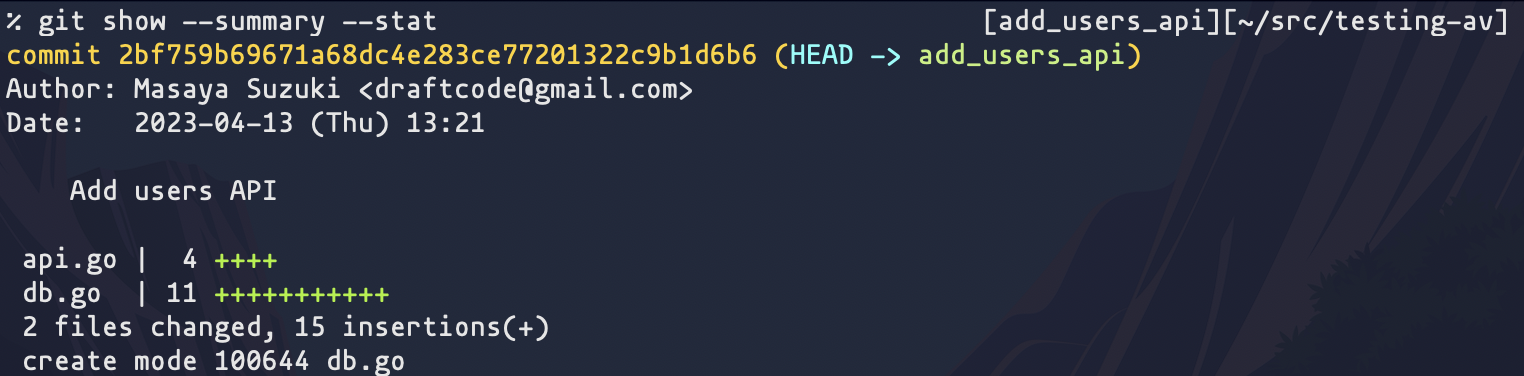 % git show --summary --stat [add_users_api][~/src/testing-av]
commit 2bf759b69671a68dc4e283ce77201322c9b1d6b6 (HEAD -> add_users_api)
Author: Masaya Suzuki <draftcode@gmail.com>
Date:   2023-04-13 (Thu) 13:21
Add users API
api.go |  4 ++++
db.go  | 11 +++++++++++
2 files changed, 15 insertions(+)
create mode 100644 db.go